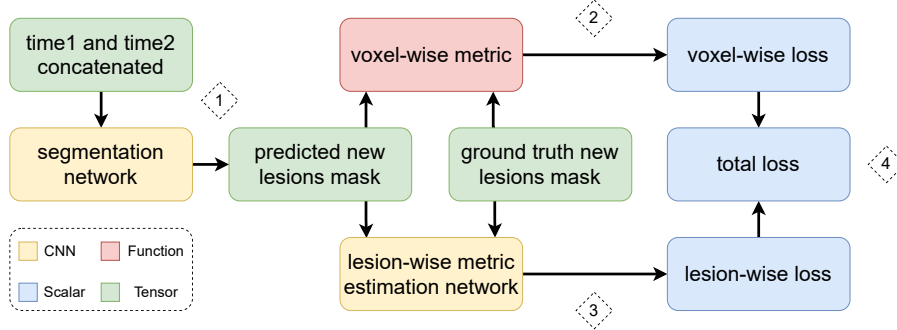 time1 and time2
concatenated
1
segmentation
network
predicted new
lesions mask
ground truth new
lesions mask
voxel-wise metric
2
voxel-wise loss
total loss
4
lesion-wise metric
estimation network
3
lesion-wise loss
CNN
Function
Scalar
Tensor